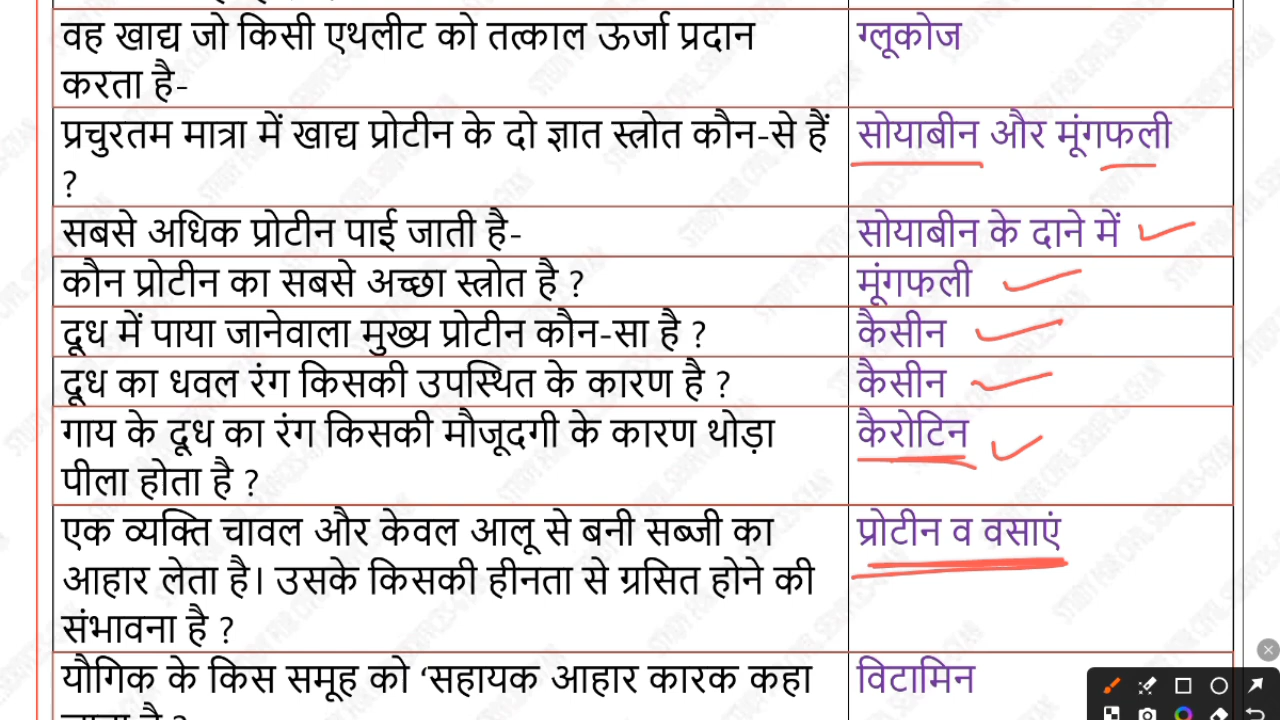 वह खाद्य जो किसी एथलीट को तत्काल ऊर्जा प्रदान
करता है-
ग्लूकोज
प्रचुरतम मात्रा में खाद्य प्रोटीन के दो ज्ञात स्त्रोत कौन-से हैं
?
सोयाबीन और मूंगफली
सबसे अधिक प्रोटीन पाई जाती है-
सोयाबीन के दाने में
कौन प्रोटीन का सबसे अच्छा स्त्रोत है ?
मूंगफली
दूध में पाया जानेवाला मुख्य प्रोटीन कौन-सा है ?
कैसीन
दूध का धवल रंग किसकी उपस्थित के कारण है ?
कैसीन
गाय के दूध का रंग किसकी मौजूदगी के कारण थोड़ा
पीला होता है ?
कैरोटिन
एक व्यक्ति चावल और केवल आलू से बनी सब्जी का
आहार लेता है। उसके किसकी हीनता से ग्रसित होने की
संभावना है ?
प्रोटीन व वसाएं
यौगिक के किस समूह को ‘सहायक आहार कारक कहा
विटामिन